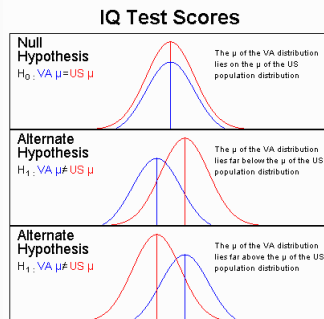 IQ Test Scores
Null
Hypothesis
H0 : VA μ=US μ
The μ of the VA distribution
lies on the μ of the US
population distribution
Alternate
Hypothesis
H1 : VA μ≠ US μ
The μ of the VA distribution
lies far below the μ of the US
population distribution
Alternate
Hypothesis
H1 : VA μ≠ US μ
The μ of the VA distribution
lies far above the μ of the US
population distribution